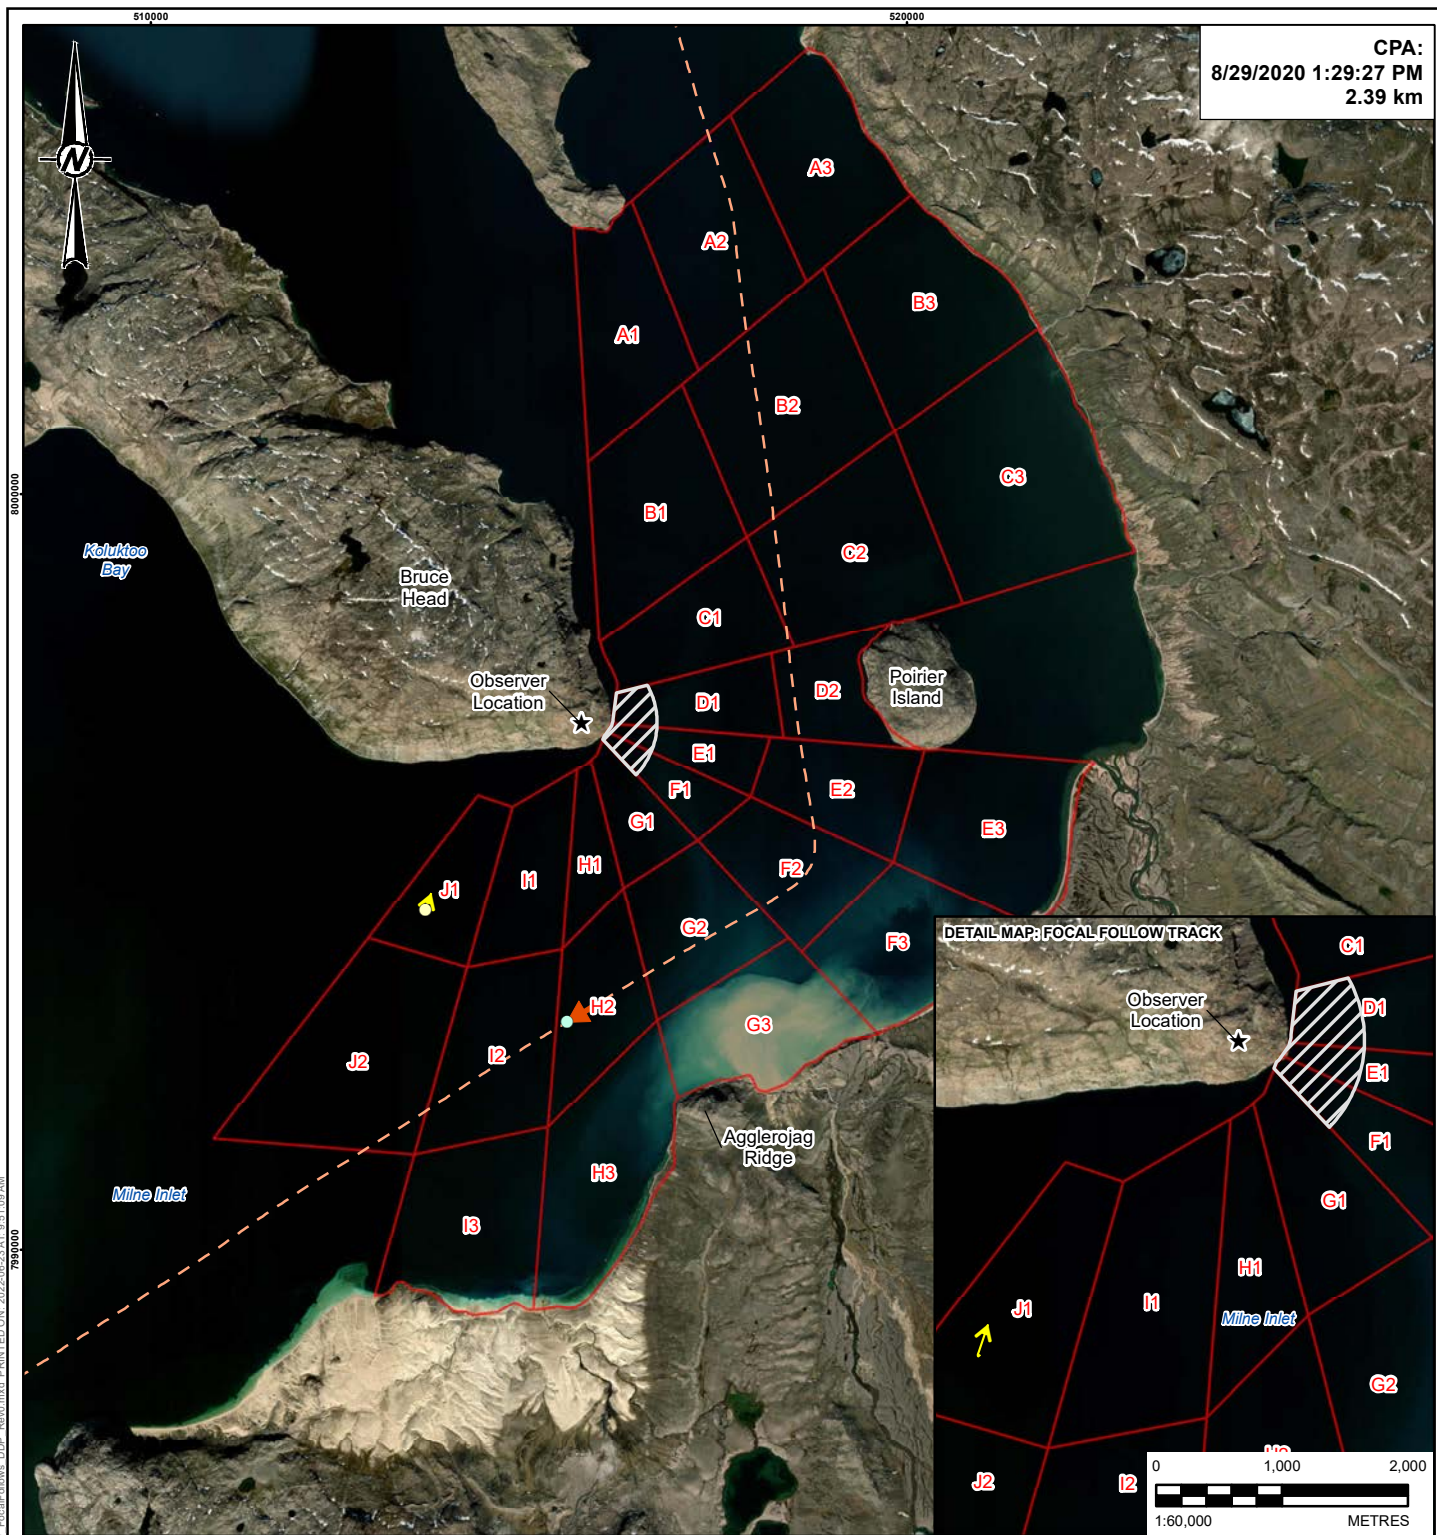 510000
520000
CPA:
8/29/2020 1:29:27 PM
2.39 km
N
A3
A2
B3
A1
B2
8000000
C3
B1
C2
Koluktoo
Bay
Bruce
Head
C1
Observer
Location
D1
D2
Poirier
Island
E1
E2
F1
G1
E3
H1
F2
I1
J1
G2
F3
H2
G3
I2
J2
Agglerojaq
Ridge
H3
Milne Inlet
I3
7990000
DETAIL MAP: FOCAL FOLLOW TRACK
C1
Observer
Location
D1
E1
F1
G1
H1
I1
J1
Milne Inlet
G2
H2
J2
I2
0 1,000 2,000
1:60,000 METRES